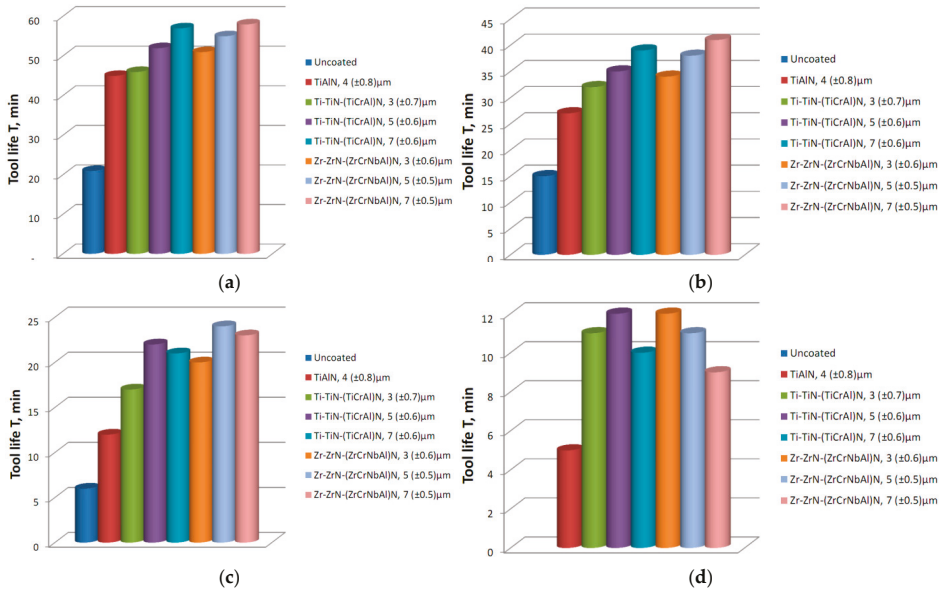 60
50
40
30
20
10
-
Tool life T, min
Uncoated
TiAlN, 4 (±0.8)µm
Ti-TiN-(TiCrAl)N, 3 (±0.7)µm
Ti-TiN-(TiCrAl)N, 5 (±0.6)µm
Ti-TiN-(TiCrAl)N, 7 (±0.6)µm
Zr-ZrN-(ZrCrNbAl)N, 3 (±0.6)µm
Zr-ZrN-(ZrCrNbAl)N, 5 (±0.5)µm
Zr-ZrN-(ZrCrNbAl)N, 7 (±0.5)µm
(a)
45
40
35
30
25
20
15
10
5
0
Tool life T, min
Uncoated
TiAlN, 4 (±0.8)µm
Ti-TiN-(TiCrAl)N, 3 (±0.7)µm
Ti-TiN-(TiCrAl)N, 5 (±0.6)µm
Ti-TiN-(TiCrAl)N, 7 (±0.6)µm
Zr-ZrN-(ZrCrNbAl)N, 3 (±0.6)µm
Zr-ZrN-(ZrCrNbAl)N, 5 (±0.5)µm
Zr-ZrN-(ZrCrNbAl)N, 7 (±0.5)µm
(b)
25
20
15
10
5
0
Tool life T, min
Uncoated
TiAlN, 4 (±0.8)µm
Ti-TiN-(TiCrAl)N, 3 (±0.7)µm
Ti-TiN-(TiCrAl)N, 5 (±0.6)µm
Ti-TiN-(TiCrAl)N, 7 (±0.6)µm
Zr-ZrN-(ZrCrNbAl)N, 3 (±0.6)µm
Zr-ZrN-(ZrCrNbAl)N, 5 (±0.5)µm
Zr-ZrN-(ZrCrNbAl)N, 7 (±0.5)µm
(c)
12
10
8
6
4
2
0
Tool life T, min
Uncoated
TiAlN, 4 (±0.8)µm
Ti-TiN-(TiCrAl)N, 3 (±0.7)µm
Ti-TiN-(TiCrAl)N, 5 (±0.6)µm
Ti-TiN-(TiCrAl)N, 7 (±0.6)µm
Zr-ZrN-(ZrCrNbAl)N, 3 (±0.6)µm
Zr-ZrN-(ZrCrNbAl)N, 5 (±0.5)µm
Zr-ZrN-(ZrCrNbAl)N, 7 (±0.5)µm
(d)